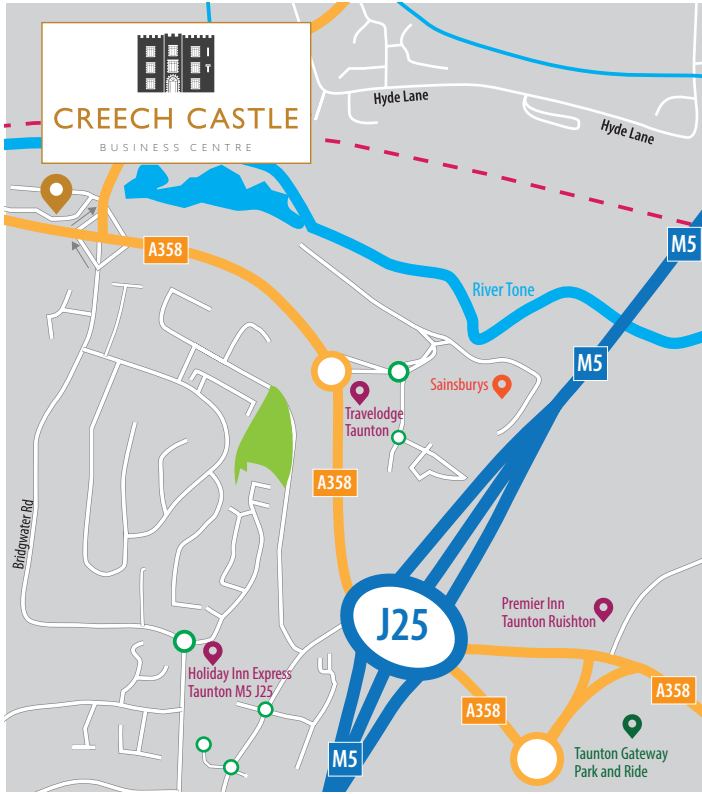 CREECH CASTLE
BUSINESS CENTRE
Hyde Lane
Hyde Lane
M5
A358
River Tone
M5
Sainsburys
Travelodge
Taunton
A358
Bridgwater Rd
J25
Premier Inn
Taunton Ruishton
Holiday Inn Express
Taunton M5 J25
A358
A358
M5
Taunton Gateway
Park and Ride